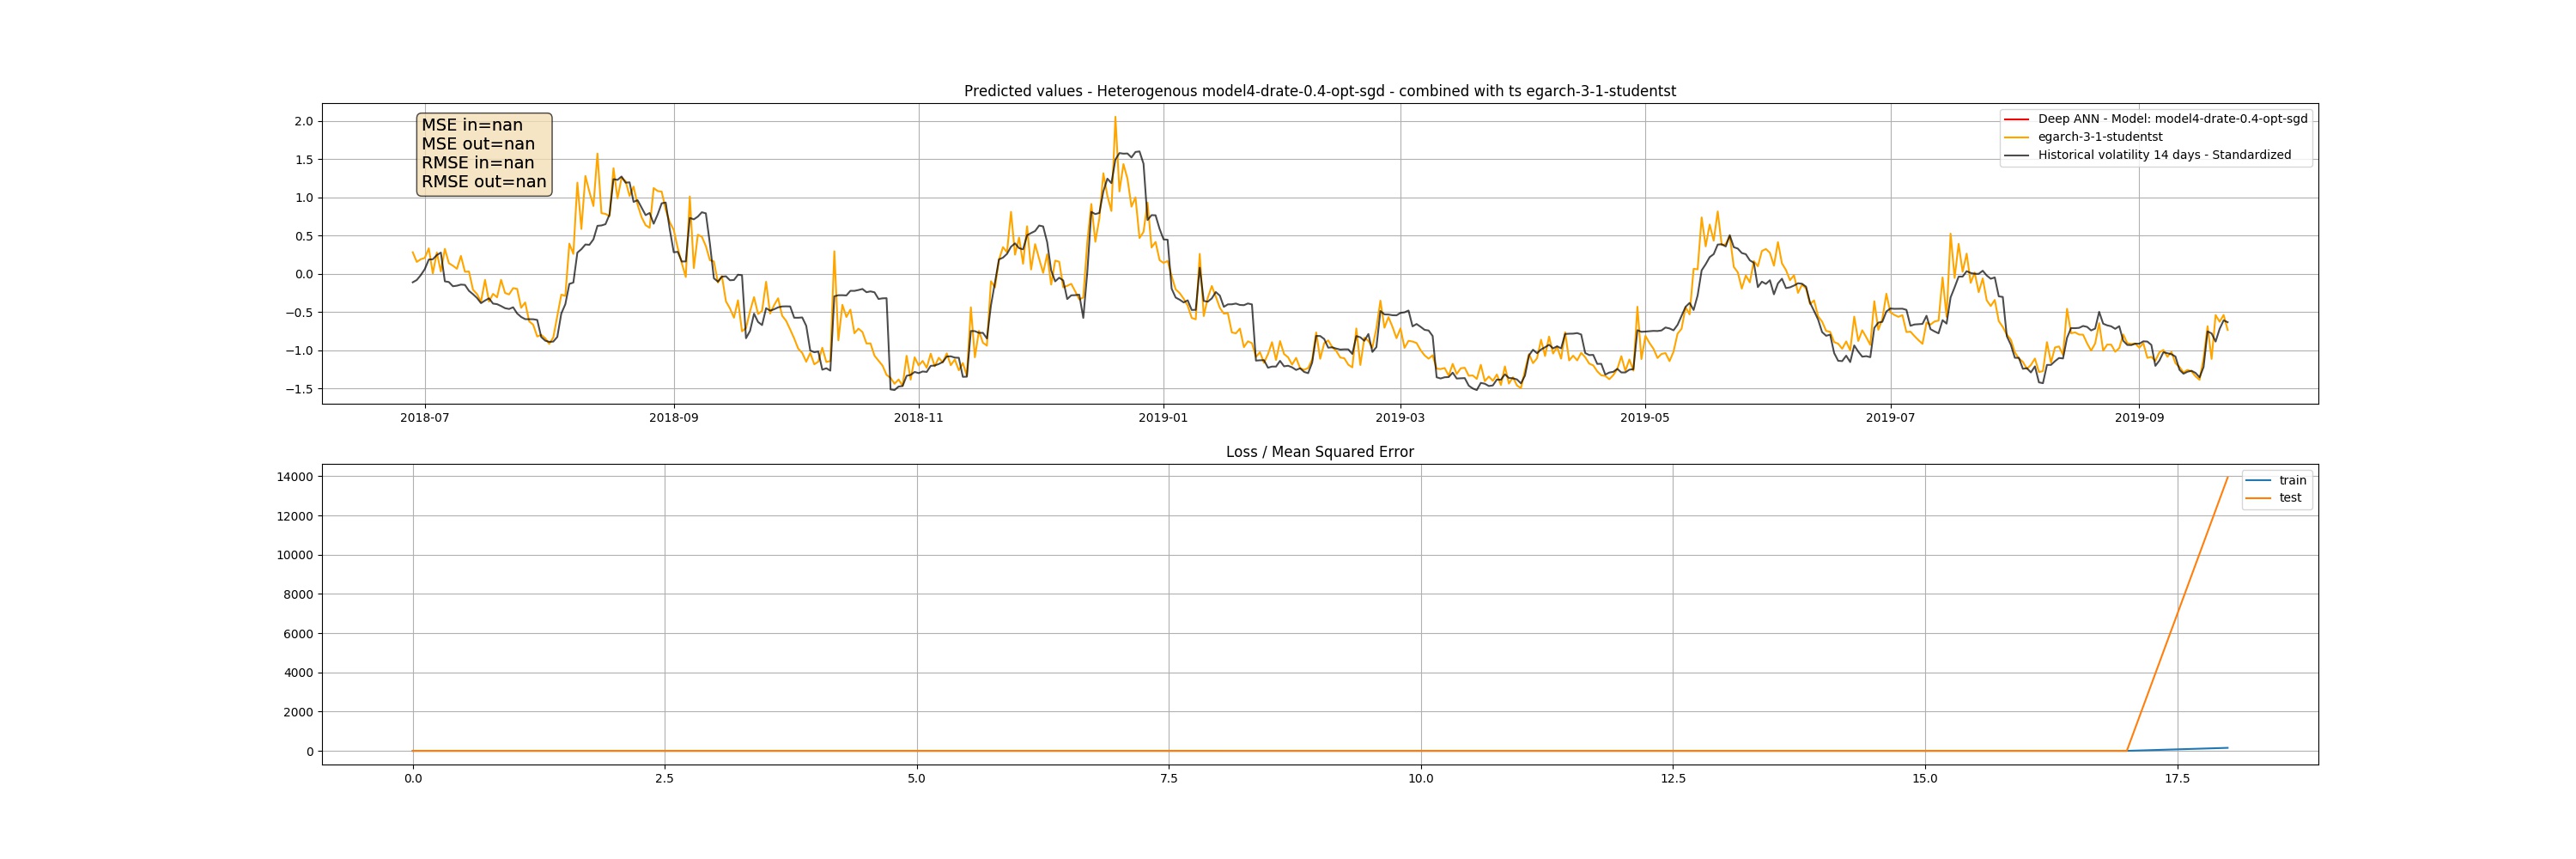 Predicted values - Heterogenous model4-drate-0.4-opt-sgd - combined with ts egarch-3-1-studentst
MSE in=nan
MSE out=nan
RMSE in=nan
RMSE out=nan
Deep ANN - Model: model4-drate-0.4-opt-sgd
egarch-3-1-studentst
Historical volatility 14 days - Standardized
2.0
1.5
1.0
0.5
0.0
−0.5
−1.0
−1.5
2018-07 2018-09 2018-11 2019-01 2019-03 2019-05 2019-07 2019-09
Loss / Mean Squared Error
train
test
14000
12000
10000
8000
6000
4000
2000
0
0.0 2.5 5.0 7.5 10.0 12.5 15.0 17.5